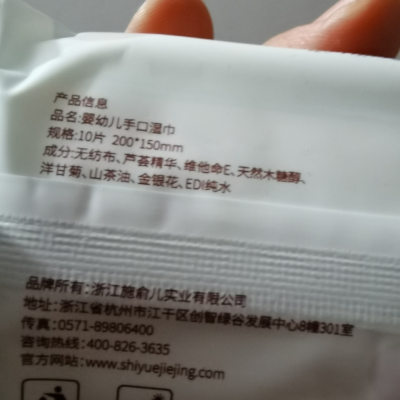 产品信息
品名:婴幼儿手口湿巾
规格:10片 200*150mm
成分:无纺布、芦荟精华、维他命E、天然木糖醇、
洋甘菊、山茶油、金银花、EDI纯水
品牌所有:浙江施俞儿实业有限公司
地址:浙江省杭州市江干区创智绿谷发展中心8幢301室
传真:0571-89806400
咨询热线:400-826-3635
官方网站:www.shiyuejiejing.com